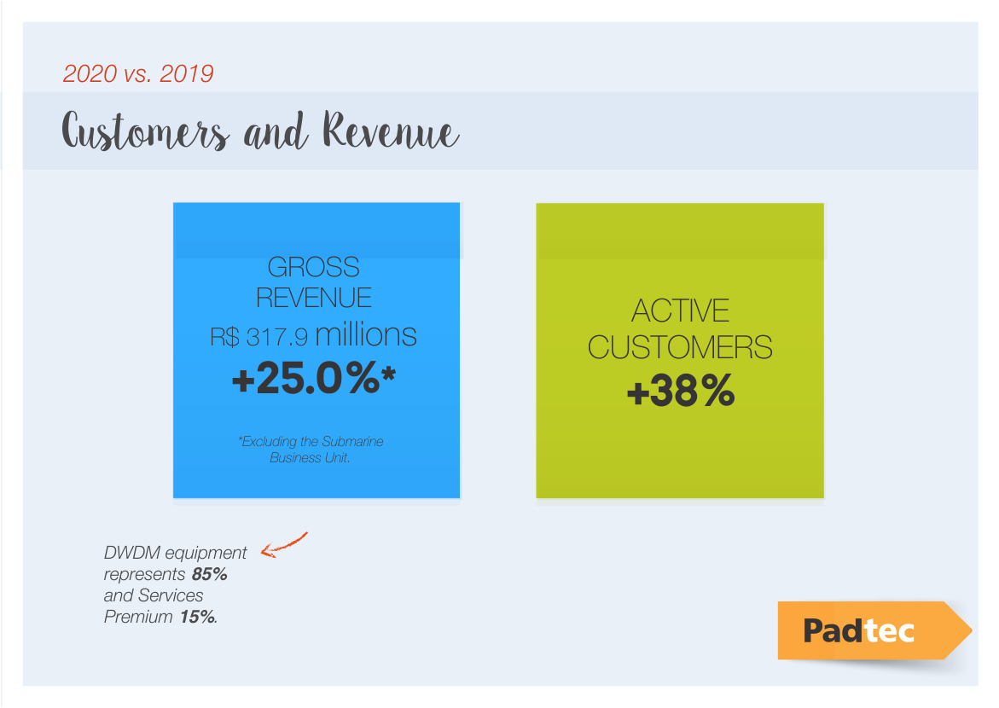 2020 vs. 2019
Customers and Revenue
GROSS
REVENUE
R$ 317.9 millions
+25.0%*
*Excluding the Submarine
Business Unit.
ACTIVE
CUSTOMERS
+38%
DWDM equipment
represents 85%
and Services
Premium 15%.
Padtec